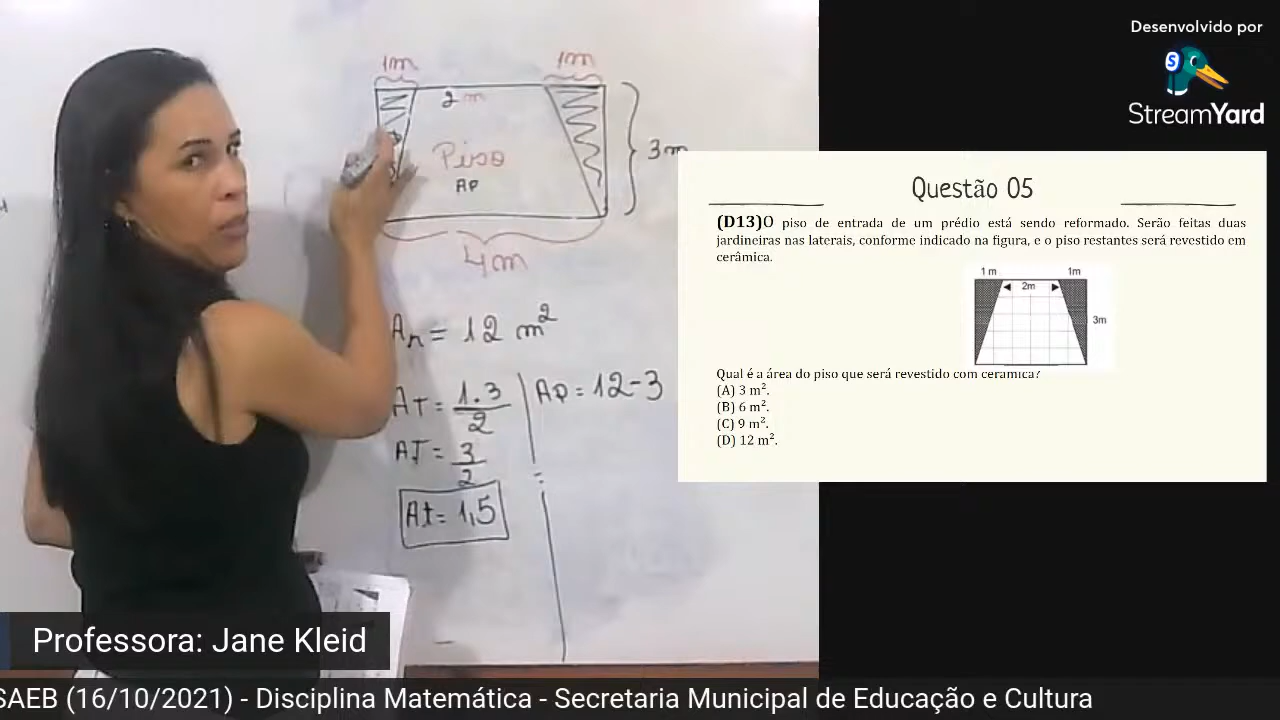 Desenvolvido por
StreamYard
1m
1m
2 m
3m
Piso
AP
4m
An = 12 m²
AT = 1.3
2
AT = 3
2
At = 1,5
AP = 12-3
=
Questão 05
(D13)O piso de entrada de um prédio está sendo reformado. Serão feitas duas
jardineiras nas laterais, conforme indicado na figura, e o piso restantes será revestido em
cerâmica.
1 m
1m
2m
3m
Qual é a área do piso que será revestido com cerâmica?
(A) 3 m².
(B) 6 m².
(C) 9 m².
(D) 12 m².
Professora: Jane Kleid
SAEB (16/10/2021) - Disciplina Matemática - Secretaria Municipal de Educação e Cultura